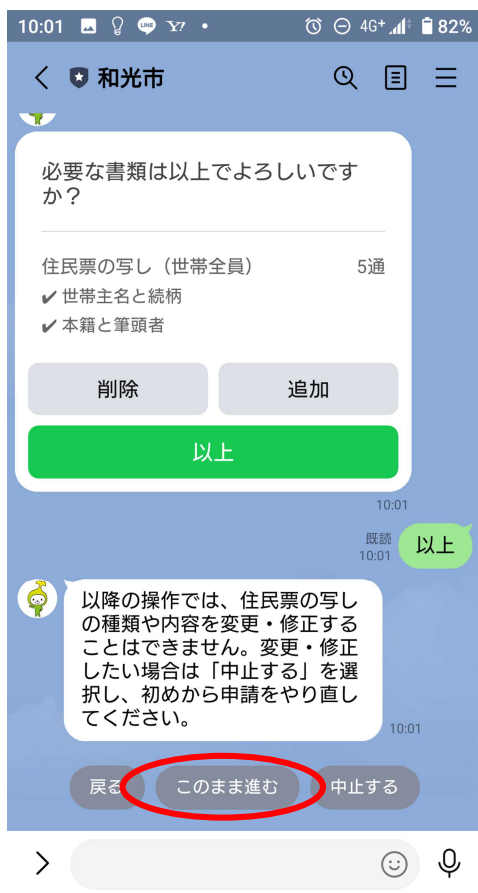 10:01 LINE Y? • 4G+ 82%
和光市
必要な書類は以上でよろしいです
か？
住民票の写し（世帯全員） 5通
✔世帯主名と続柄
✔本籍と筆頭者
削除 追加
以上
10:01
既読
10:01
以上
以降の操作では、住民票の写し
の種類や内容を変更・修正する
ことはできません。変更・修正
したい場合は「中止する」を選
択し、初めから申請をやり直し
てください。
10:01
戻る このまま進む 中止する